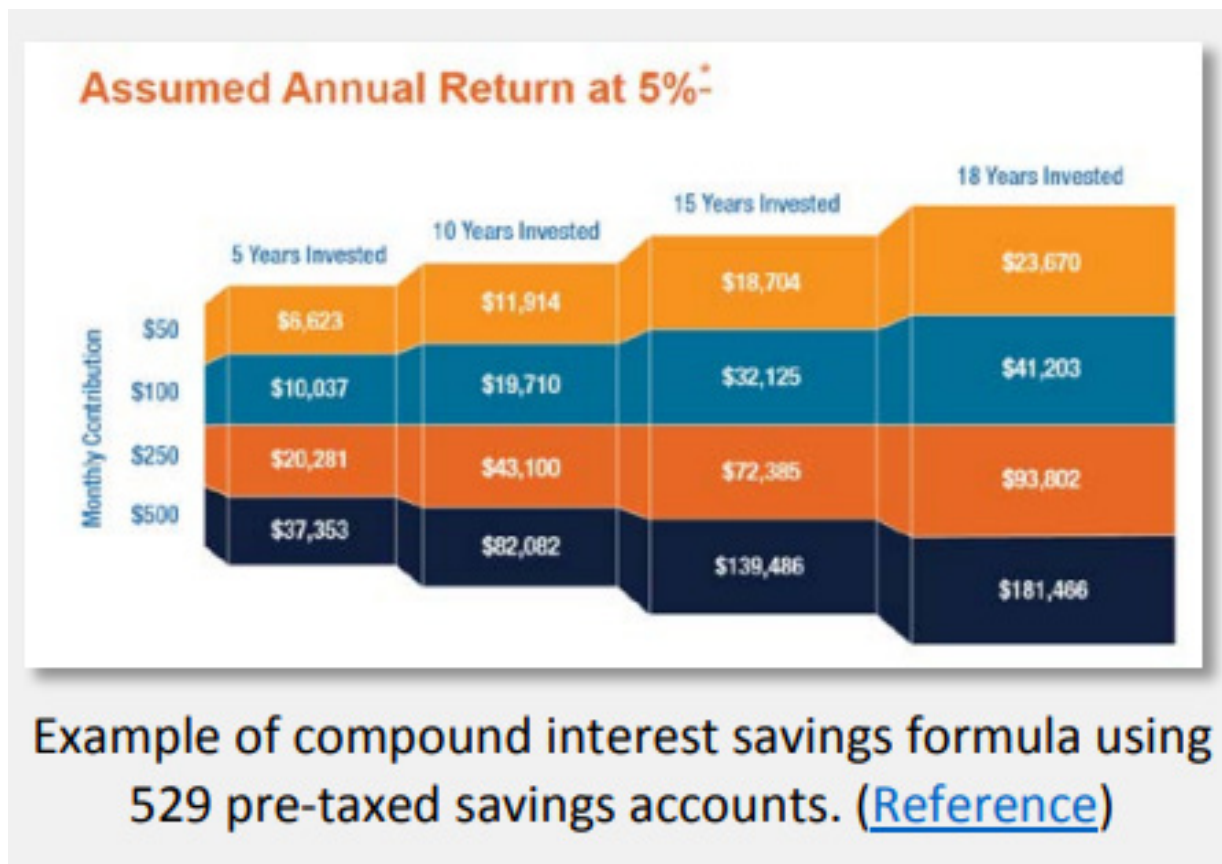 Assumed Annual Return at 5%*
18 Years Invested
15 Years Invested
10 Years Invested
5 Years Invested
Monthly Contribution
$50 $6,623 $11,914 $18,704 $23,670
$100 $10,037 $19,710 $32,125 $41,203
$250 $20,281 $43,100 $72,385 $93,802
$500 $37,353 $82,082 $139,486 $181,466
Example of compound interest savings formula using
529 pre-taxed savings accounts. (Reference)